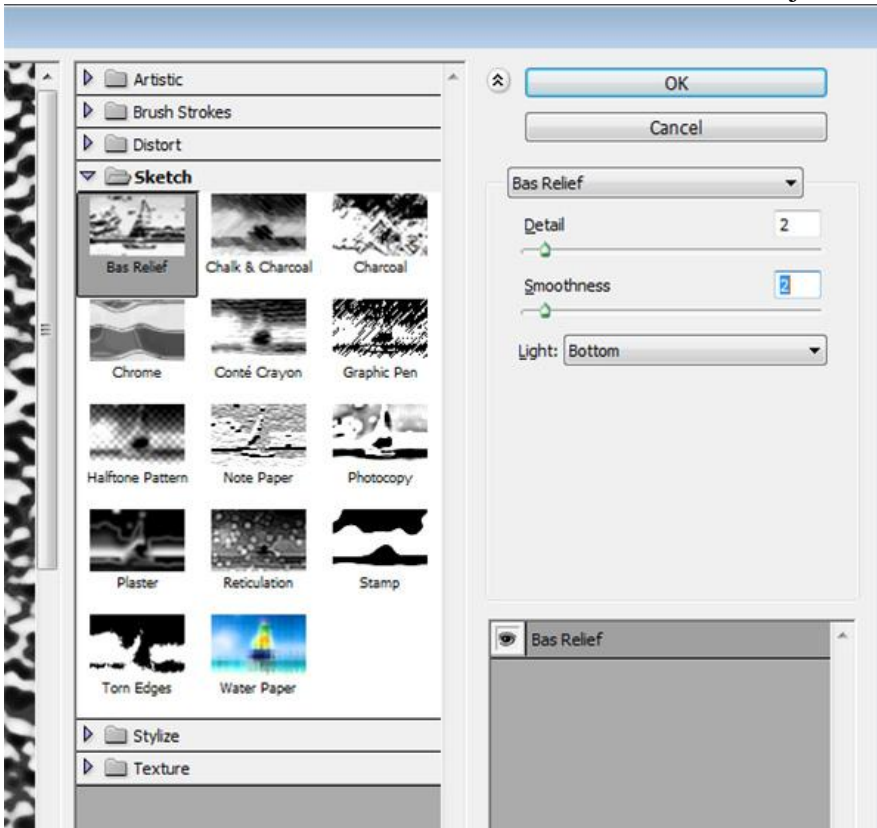 Artistic
Brush Strokes
Distort
Sketch
Bas Relief
Chalk & Charcoal
Charcoal
Chrome
Conté Crayon
Graphic Pen
Halftone Pattern
Note Paper
Photocopy
Plaster
Reticulation
Stamp
Torn Edges
Water Paper
Stylize
Texture
OK
Cancel
Bas Relief
Detail 2
Smoothness 2
Light: Bottom
Bas Relief